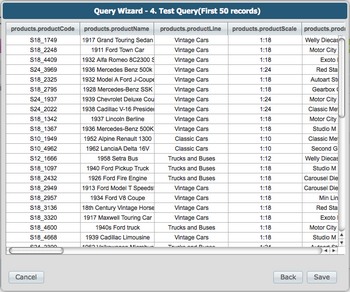 Query Wizard - 4. Test Query(First 50 records)
products.productCode products.productName products.productLine products.productScale products.prod
S18_1749 1917 Grand Touring Sedan Vintage Cars 1:18 Welly Diecas
S18_2248 1911 Ford Town Car Vintage Cars 1:18 Motor City
S18_4409 1932 Alfa Romeo 8C2300 S Vintage Cars 1:18 Exoto
S24_3969 1936 Mercedes Benz 500k Vintage Cars 1:24 Red Sta
S18_2325 1932 Model A Ford J-Coupe Vintage Cars 1:18 Autoart St
S18_2795 1928 Mercedes-Benz SSK Vintage Cars 1:18 Gearbox
S24_1937 1939 Chevrolet Deluxe Cou Vintage Cars 1:24 Motor City
S24_2022 1938 Cadillac V-16 Preside Vintage Cars 1:24 Classic Me
S18_1342 1937 Lincoln Berline Vintage Cars 1:18 Motor City
S18_1367 1936 Mercedes-Benz 500K Vintage Cars 1:18 Studio M
S10_1949 1952 Alpine Renault 1300 Classic Cars 1:10 Classic Me
S10_4962 1962 LanciaA Delta 16V Classic Cars 1:10 Second G
S12_1666 1958 Setra Bus Trucks and Buses 1:12 Welly Diecas
S18_1097 1940 Ford Pickup Truck Trucks and Buses 1:18 Studio M
S18_2432 1926 Ford Fire Engine Trucks and Buses 1:18 Carousel Die
S18_2949 1913 Ford Model T Speeds Vintage Cars 1:18 Carousel Die
S18_2957 1934 Ford V8 Coupe Vintage Cars 1:18 Min Lin
S18_3136 18th Century Vintage Horse Vintage Cars 1:18 Red Sta
S18_3320 1917 Maxwell Touring Car Vintage Cars 1:18 Exoto
S18_4600 1940s Ford truck Trucks and Buses 1:18 Motor City
S18_4668 1939 Cadillac Limousine Vintage Cars 1:18 Studio M
Cancel Back Save